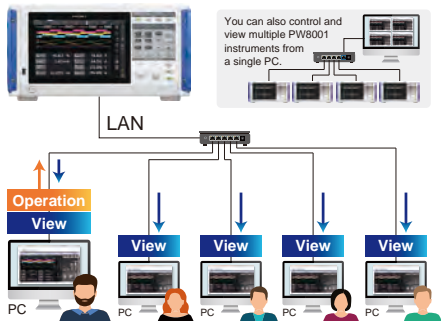 You can also control and
view multiple PW8001
instruments from
a single PC.
LAN
Operation
View
View
View
View
View
PC
PC
PC
PC
PC